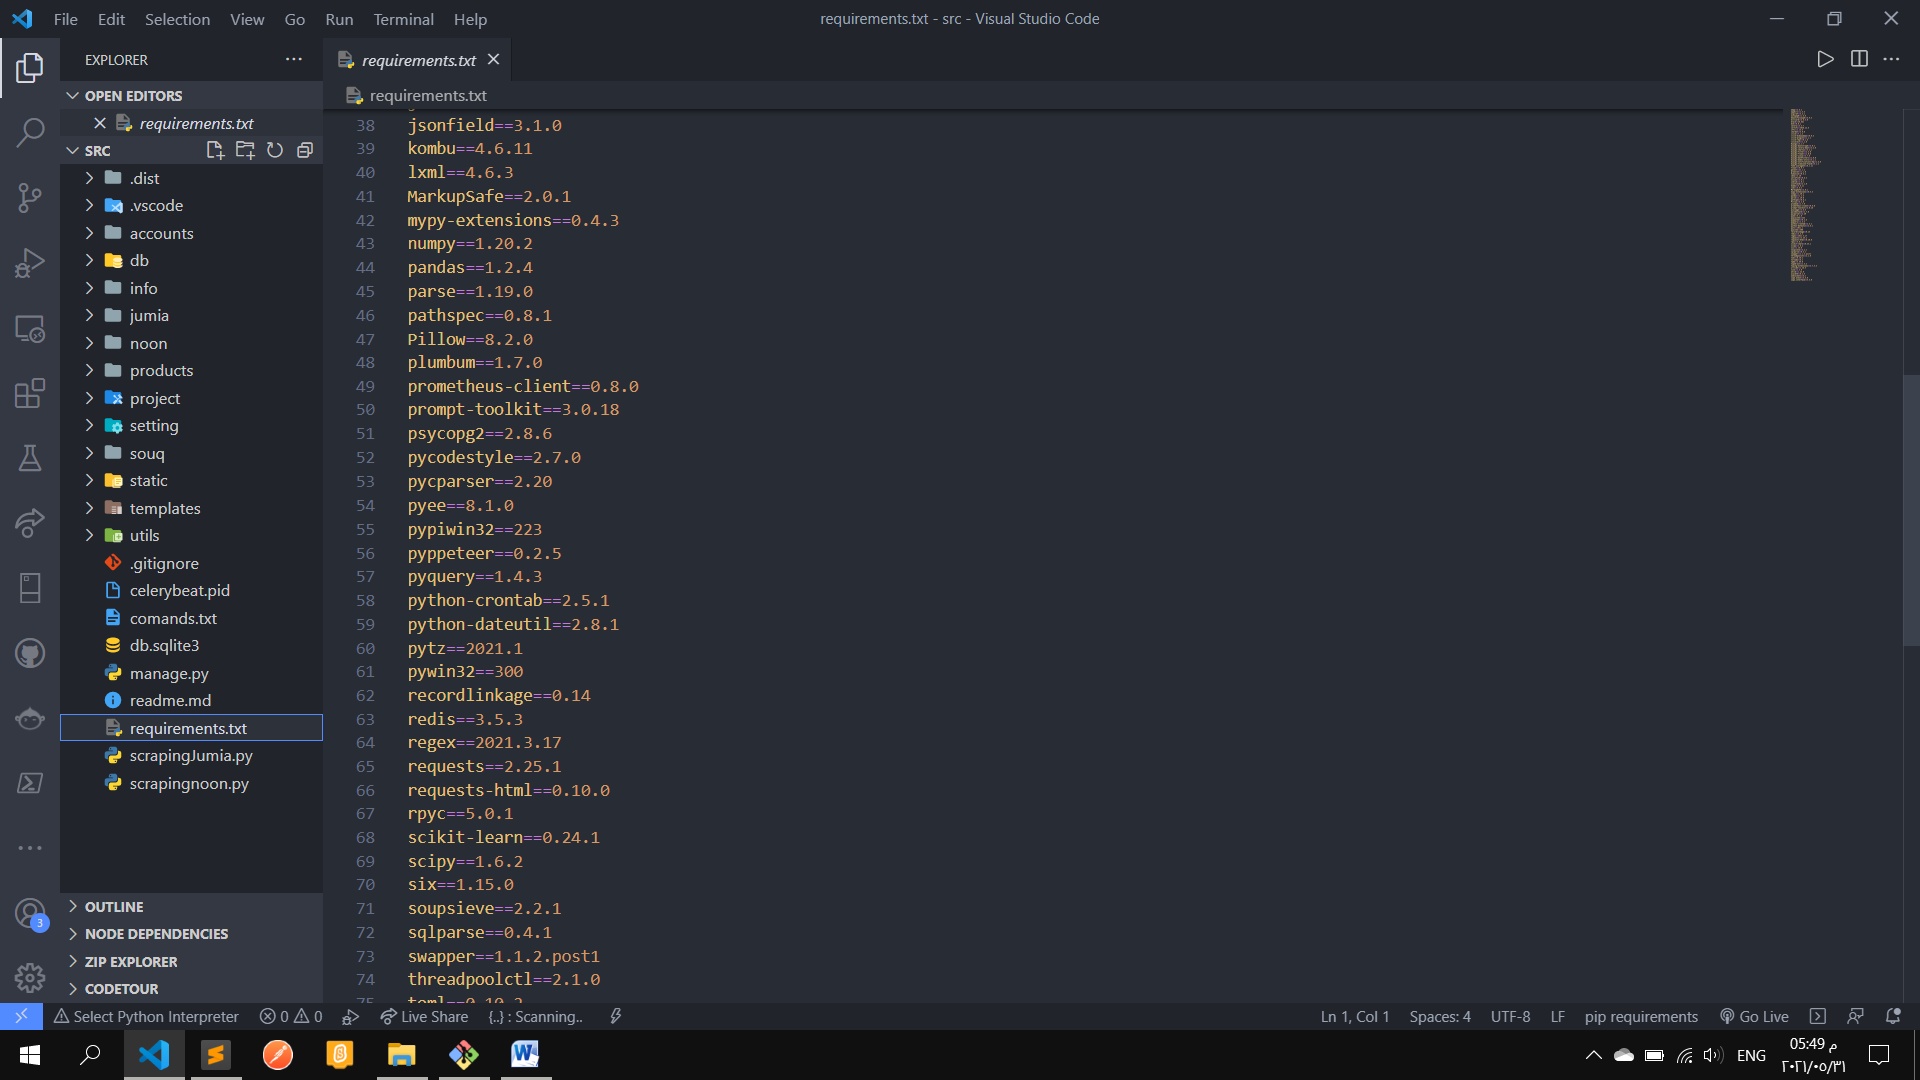 File Edit Selection View Go Run Terminal Help
requirements.txt - src - Visual Studio Code
EXPLORER
OPEN EDITORS
requirements.txt
SRC
.dist
.vscode
accounts
db
info
jumia
noon
products
project
setting
souq
static
templates
utils
.gitignore
celerybeat.pid
comands.txt
db.sqlite3
manage.py
readme.md
requirements.txt
scrapingJumia.py
scrapingnoon.py
OUTLINE
NODE DEPENDENCIES
ZIP EXPLORER
CODETOUR
3
requirements.txt
requirements.txt
38 jsonfield==3.1.0
39 kombu==4.6.11
40 lxml==4.6.3
41 MarkupSafe==2.0.1
42 mypy-extensions==0.4.3
43 numpy==1.20.2
44 pandas==1.2.4
45 parse==1.19.0
46 pathspec==0.8.1
47 Pillow==8.2.0
48 plumbum==1.7.0
49 prometheus-client==0.8.0
50 prompt-toolkit==3.0.18
51 psycopg2==2.8.6
52 pycodestyle==2.7.0
53 pycparser==2.20
54 pyee==8.1.0
55 pypiwin32==223
56 pyppeteer==0.2.5
57 pyquery==1.4.3
58 python-crontab==2.5.1
59 python-dateutil==2.8.1
60 pytz==2021.1
61 pywin32==300
62 recordlinkage==0.14
63 redis==3.5.3
64 regex==2021.3.17
65 requests==2.25.1
66 requests-html==0.10.0
67 rpyc==5.0.1
68 scikit-learn==0.24.1
69 scipy==1.6.2
70 six==1.15.0
71 soupsieve==2.2.1
72 sqlparse==0.4.1
73 swapper==1.1.2.post1
74 threadpoolctl==2.1.0
75 toml==0.10.2
Select Python Interpreter 0 0 Live Share {..} : Scanning.. Ln 1, Col 1 Spaces: 4 UTF-8 LF pip requirements Go Live
ENG
05:49 م
٢٠٢١/٠٥/٣١